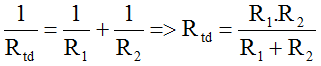 1/R_td = 1/R_1 + 1/R_2 => R_td = R_1.R_2/(R_1 + R_2)